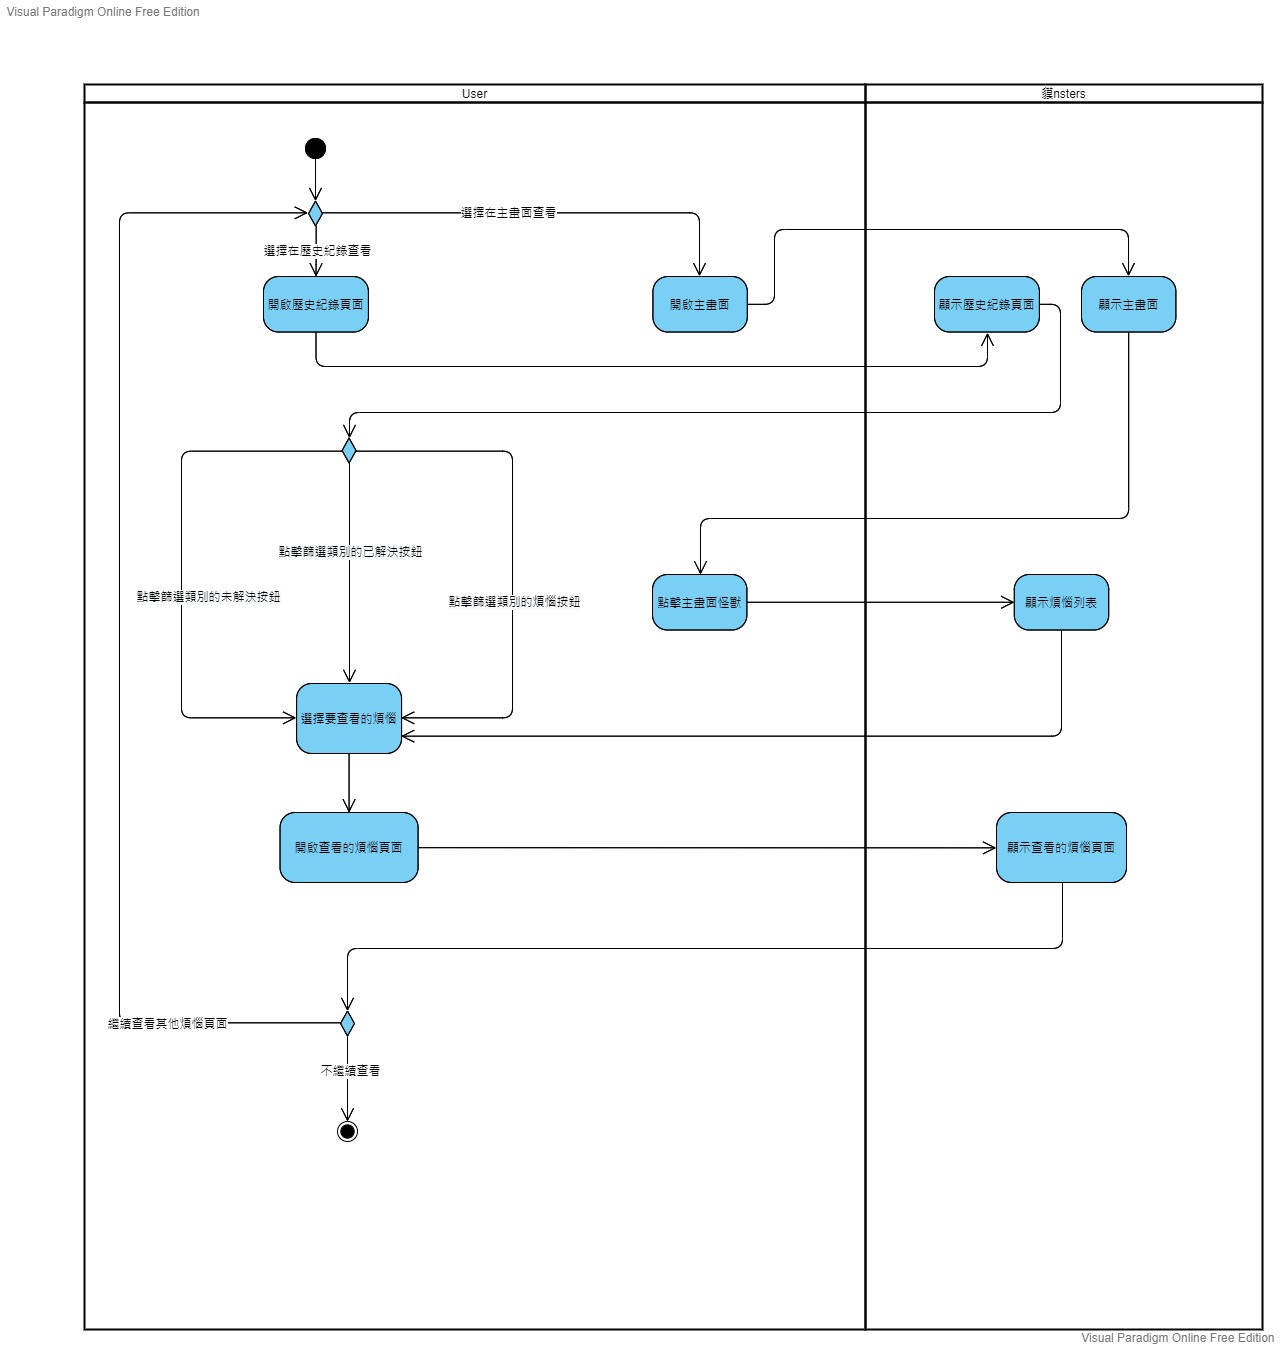 Visual Paradigm Online Free Edition
User
貘nsters
選擇在主畫面查看
選擇在歷史紀錄查看
開啟歷史紀錄頁面
開啟主畫面
顯示歷史紀錄頁面
顯示主畫面
點擊篩選類別的已解決按鈕
點擊篩選類別的未解決按鈕
點擊篩選類別的煩惱按鈕
點擊主畫面怪獸
顯示煩惱列表
選擇要查看的煩惱
開啟查看的煩惱頁面
顯示查看的煩惱頁面
繼續查看其他煩惱頁面
不繼續查看
Visual Paradigm Online Free Edition